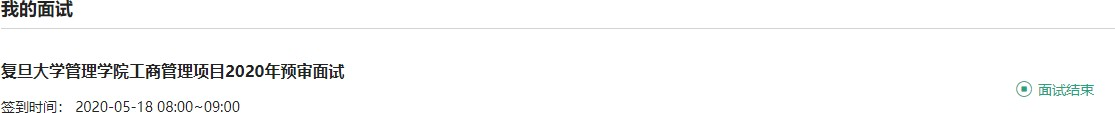 我的面试
复旦大学管理学院工商管理项目2020年预审面试
面试结束
签到时间： 2020-05-18 08:00~09:00